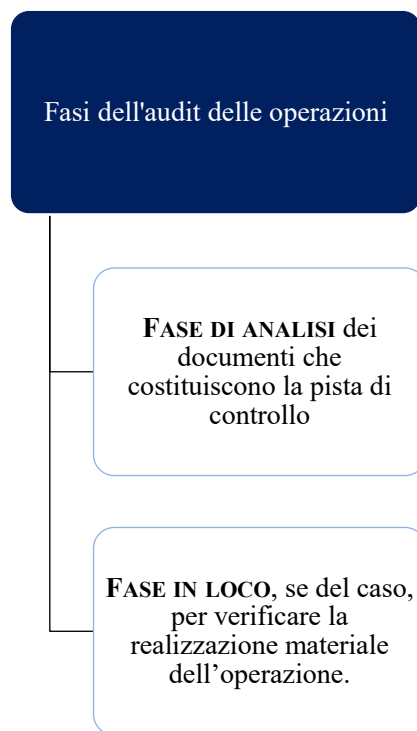 Fasi dell'audit delle operazioni
FASE DI ANALISI dei
documenti che
costituiscono la pista di
controllo
FASE IN LOCO, se del caso,
per verificare la
realizzazione materiale
dell’operazione.